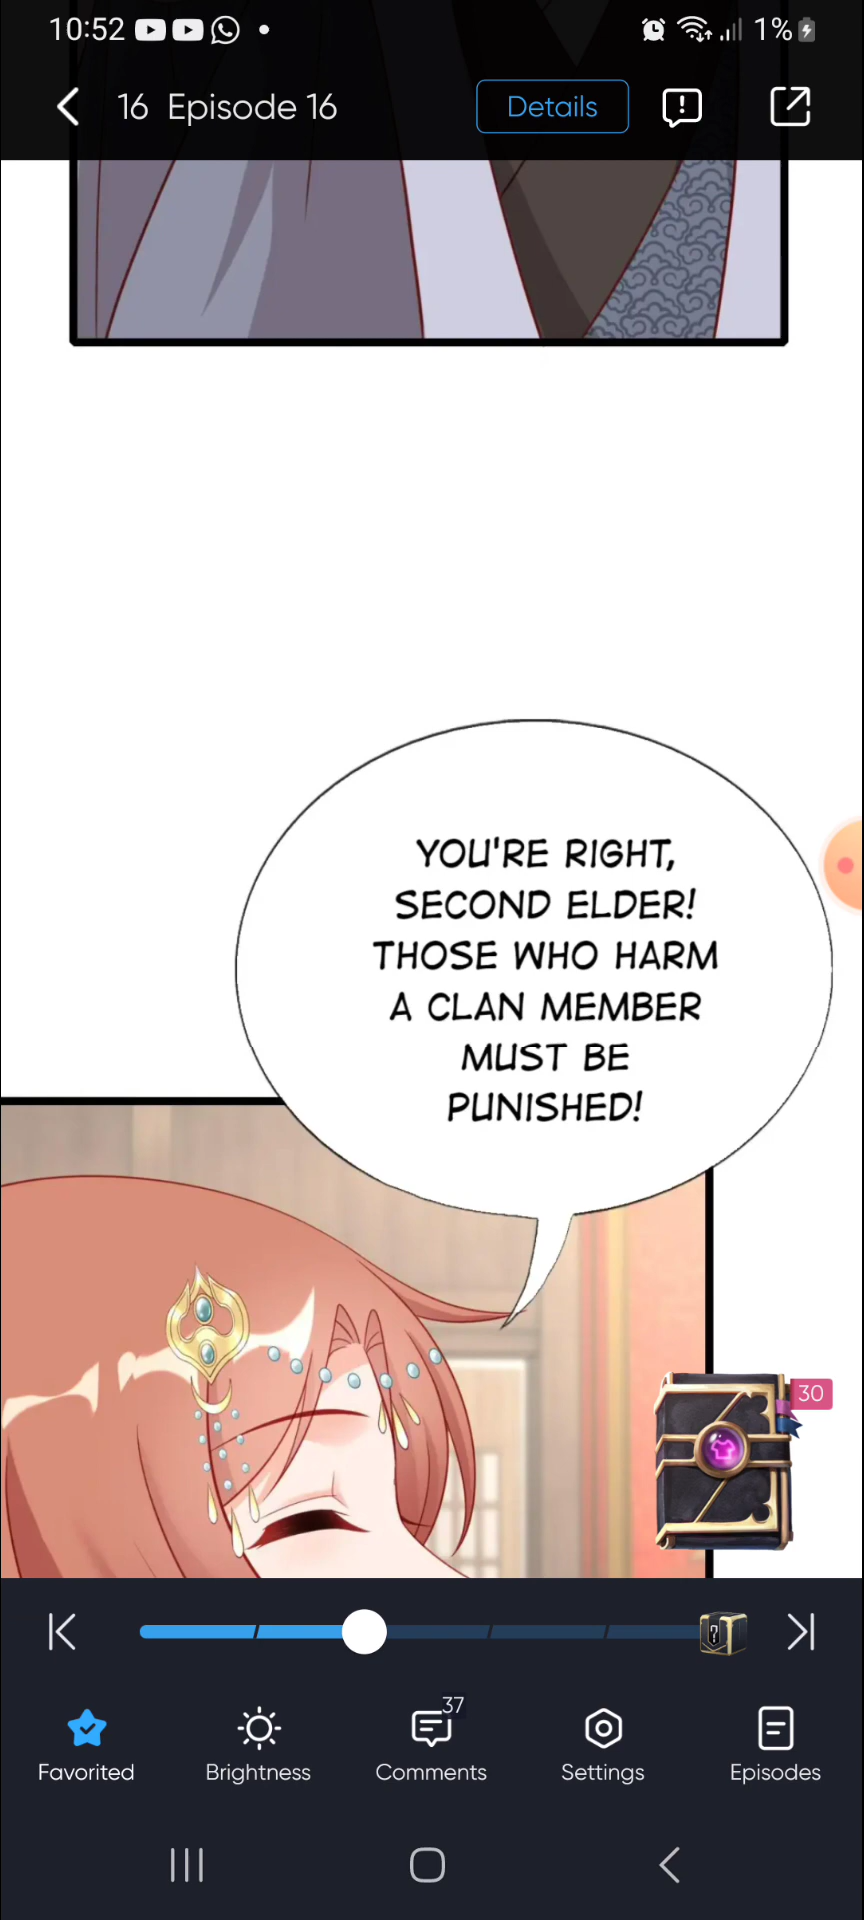 10:52
1%
16 Episode 16
Details
YOU'RE RIGHT,
SECOND ELDER!
THOSE WHO HARM
A CLAN MEMBER
MUST BE
PUNISHED!
30
37
Favorited
Brightness
Comments
Settings
Episodes